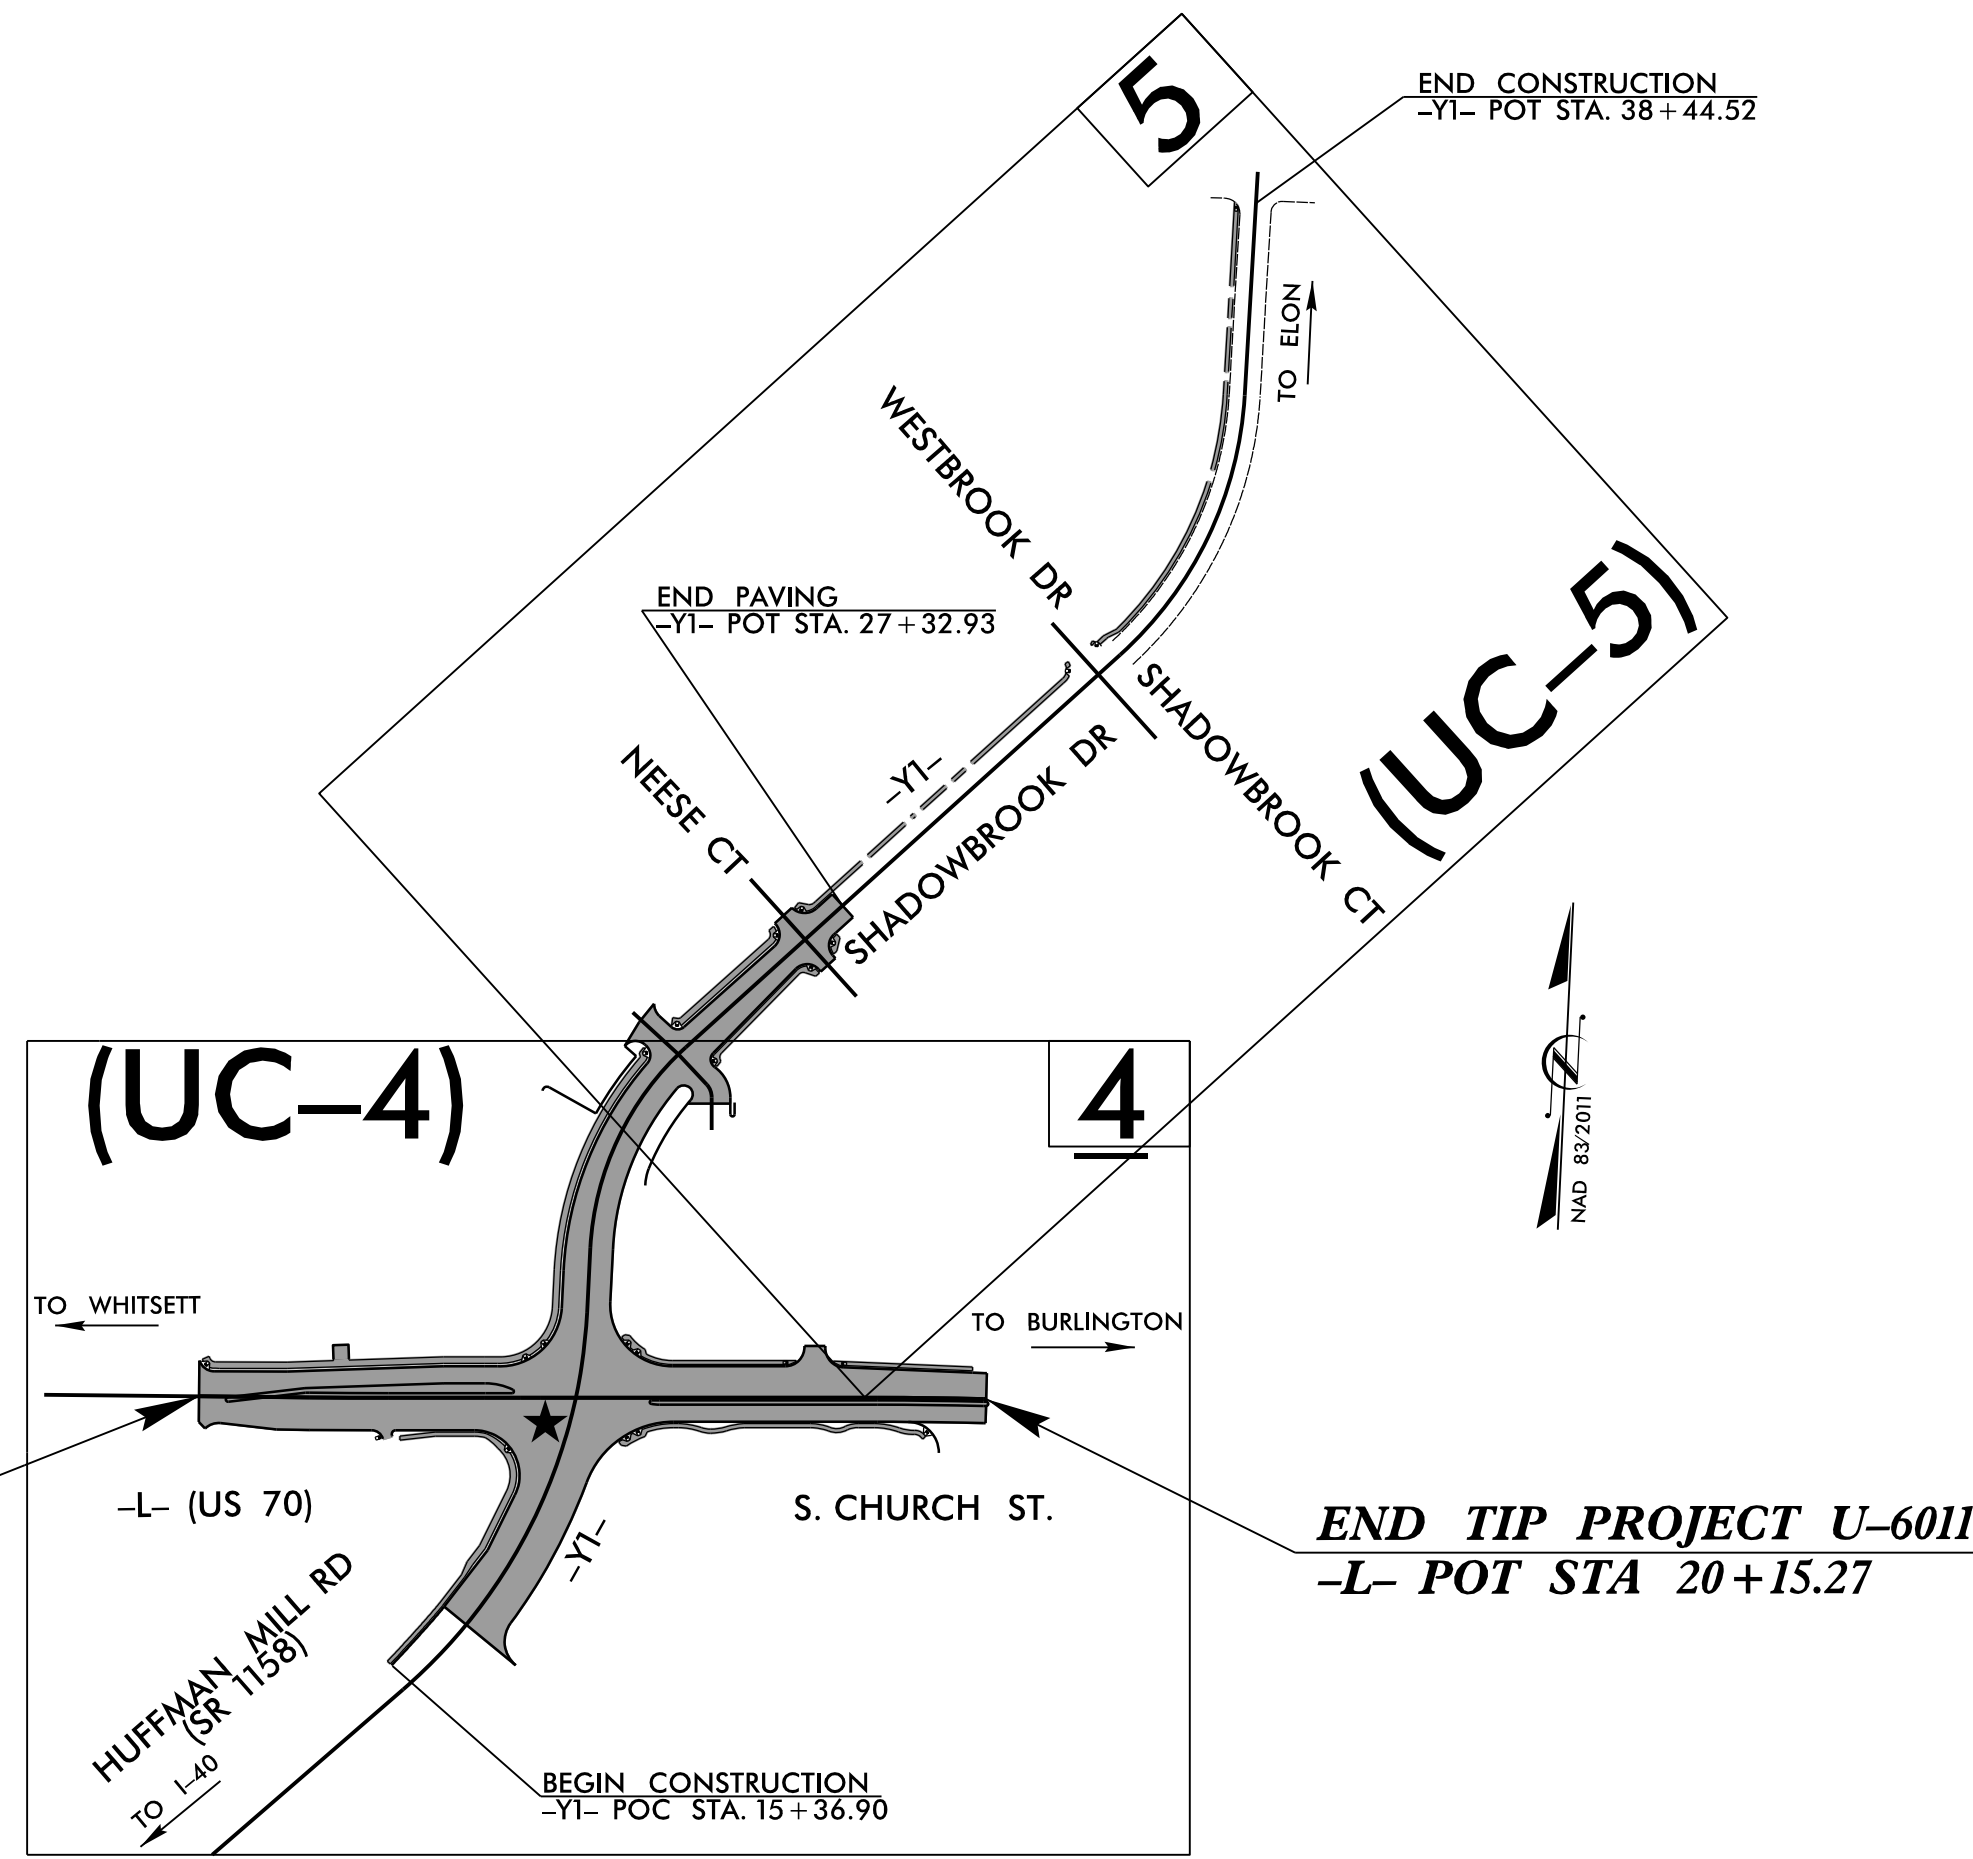 5
END CONSTRUCTION
-Y1- POT STA. 38+44.52
TO ELON
WESTBROOK DR
END PAVING
-Y1- POT STA. 27+32.93
(UC-5)
SHADOWBROOK CT
-Y1-
SHADOWBROOK DR
NEESE CT
NAD 83/2011
(UC-4)
4
TO WHITSETT
TO BURLINGTON
-L- (US 70)
S. CHURCH ST.
-Y1-
END TIP PROJECT U-6011
-L- POT STA 20+15.27
HUFFMAN MILL RD
(SR 1158)
TO I-40
BEGIN CONSTRUCTION
-Y1- POC STA. 15+36.90